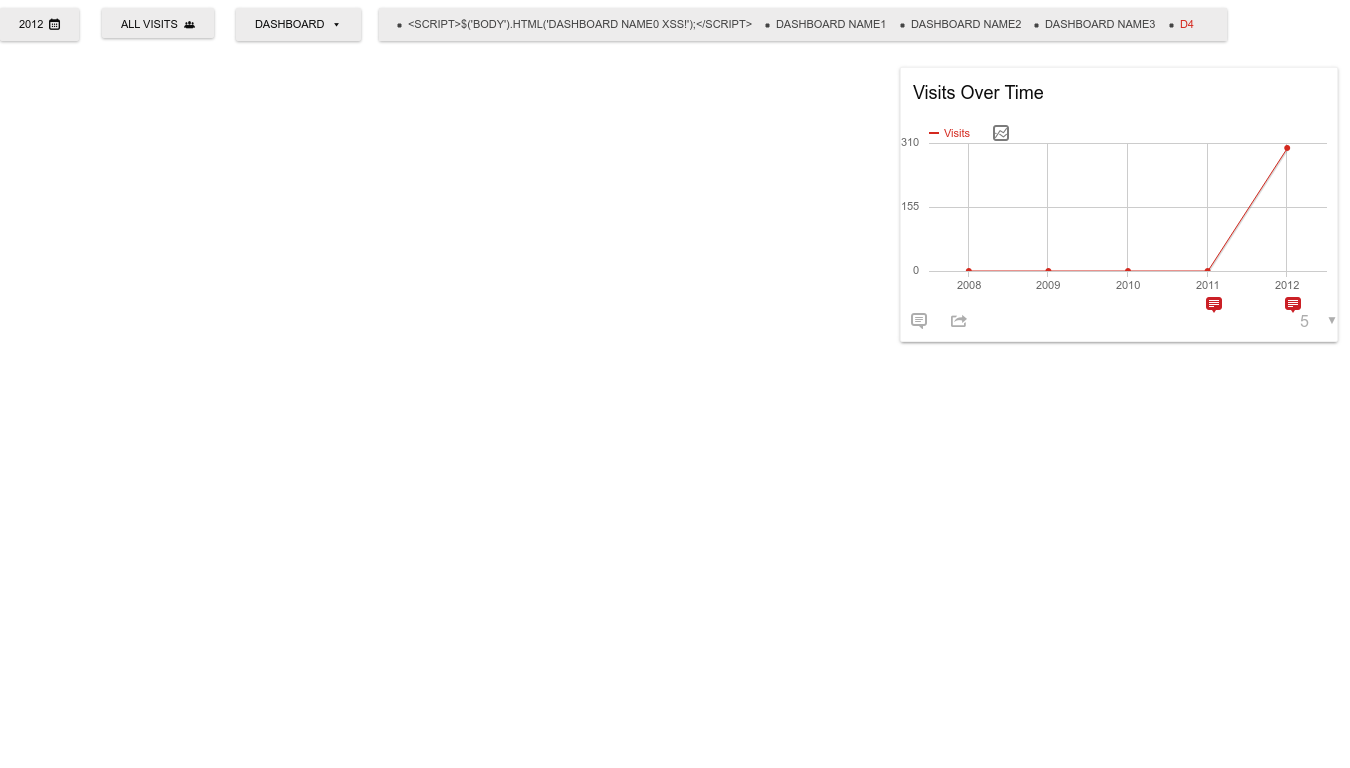 2012 ALL VISITS DASHBOARD <SCRIPT>$('BODY').HTML('DASHBOARD NAME0 XSS!');</SCRIPT> DASHBOARD NAME1 DASHBOARD NAME2 DASHBOARD NAME3 D4
Visits Over Time
Visits
310
155
0
2008 2009 2010 2011 2012
5